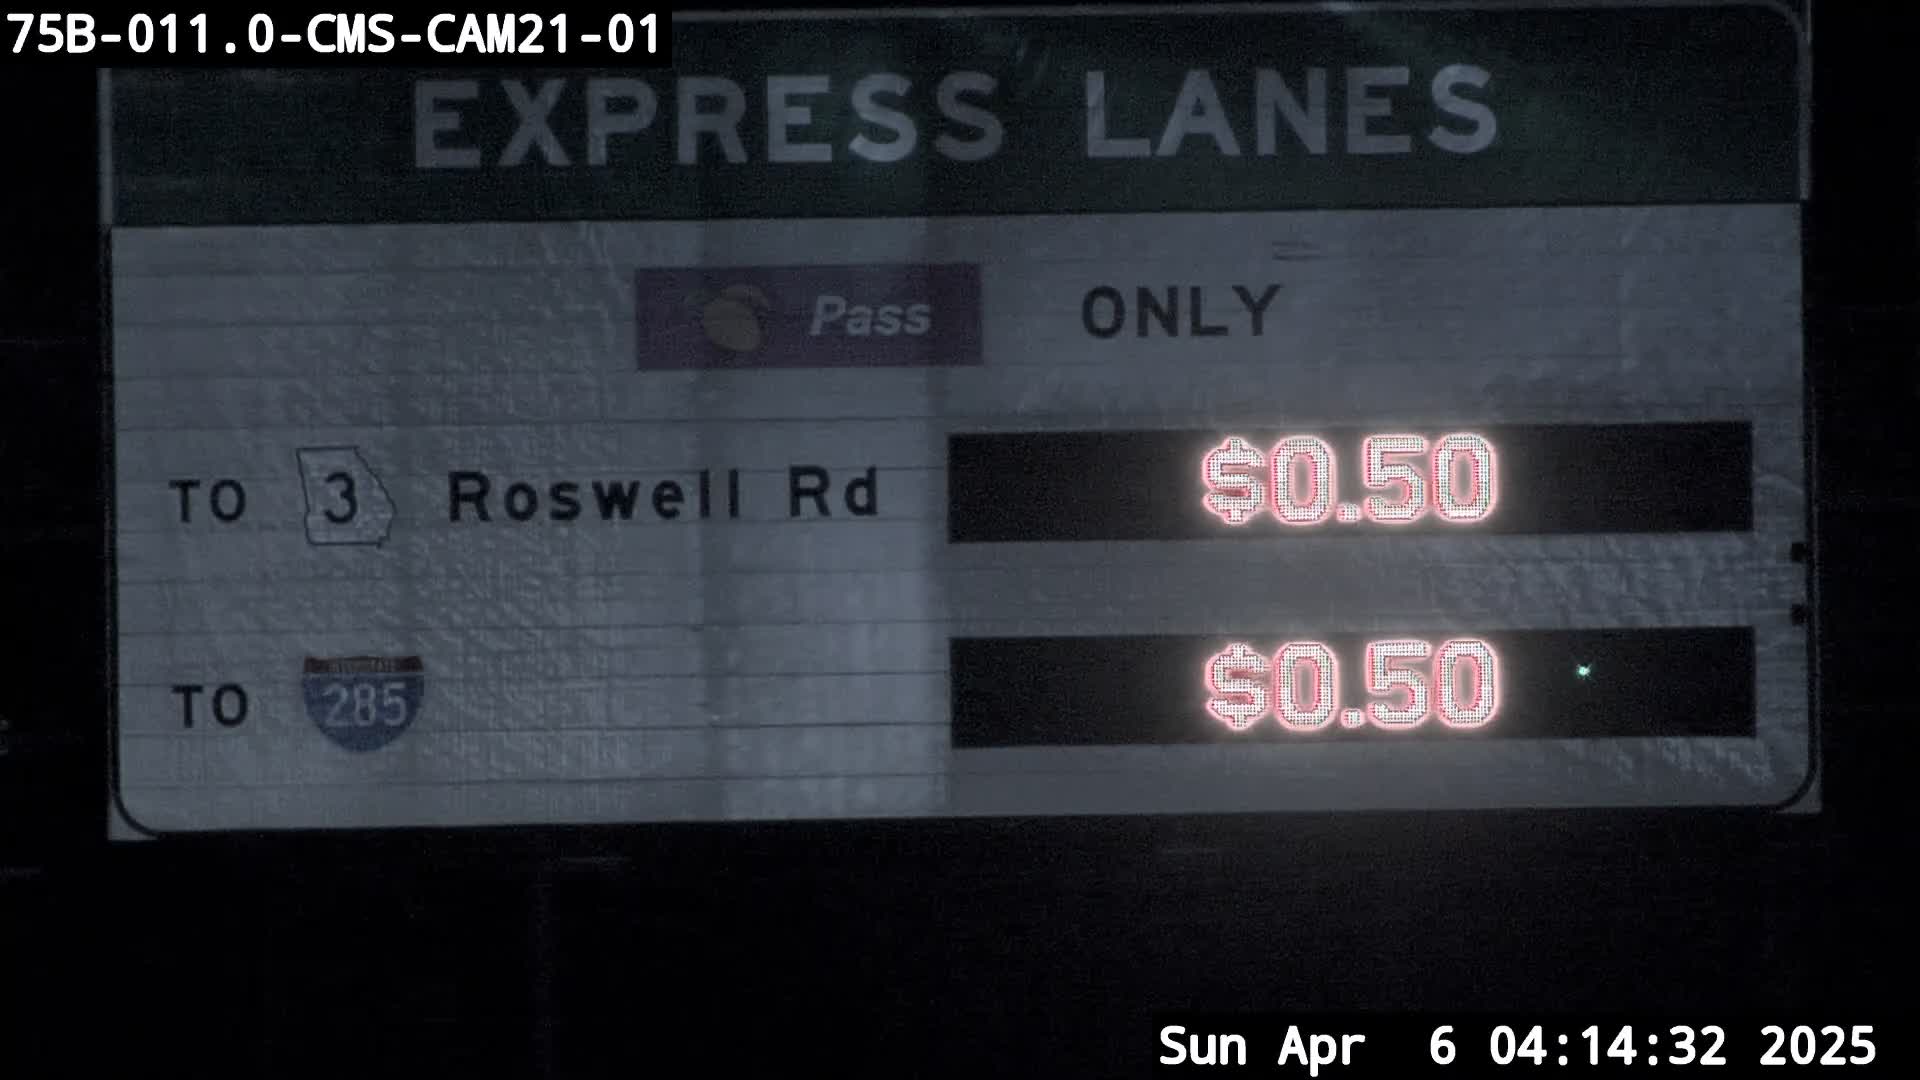 75B-011.0-CMS-CAM21-01
EXPRESS LANES
Pass ONLY
TO 3 Roswell Rd $0.50
INTERSTATE
TO 285 $0.50
Sun Apr 6 04:14:32 2025